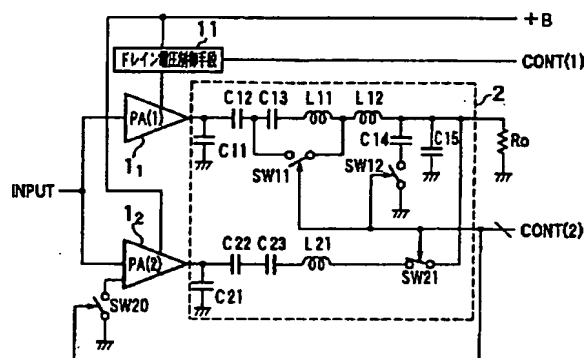 +B
11
ドレイン電圧制御手段
CONT(1)
2
C12 C13 L11 L12
PA(1)
1₁
C11
SW11
C14
C15
SW12
Ro
INPUT
1₂
PA(2)
C22 C23 L21
CONT(2)
SW21
C21
SW20